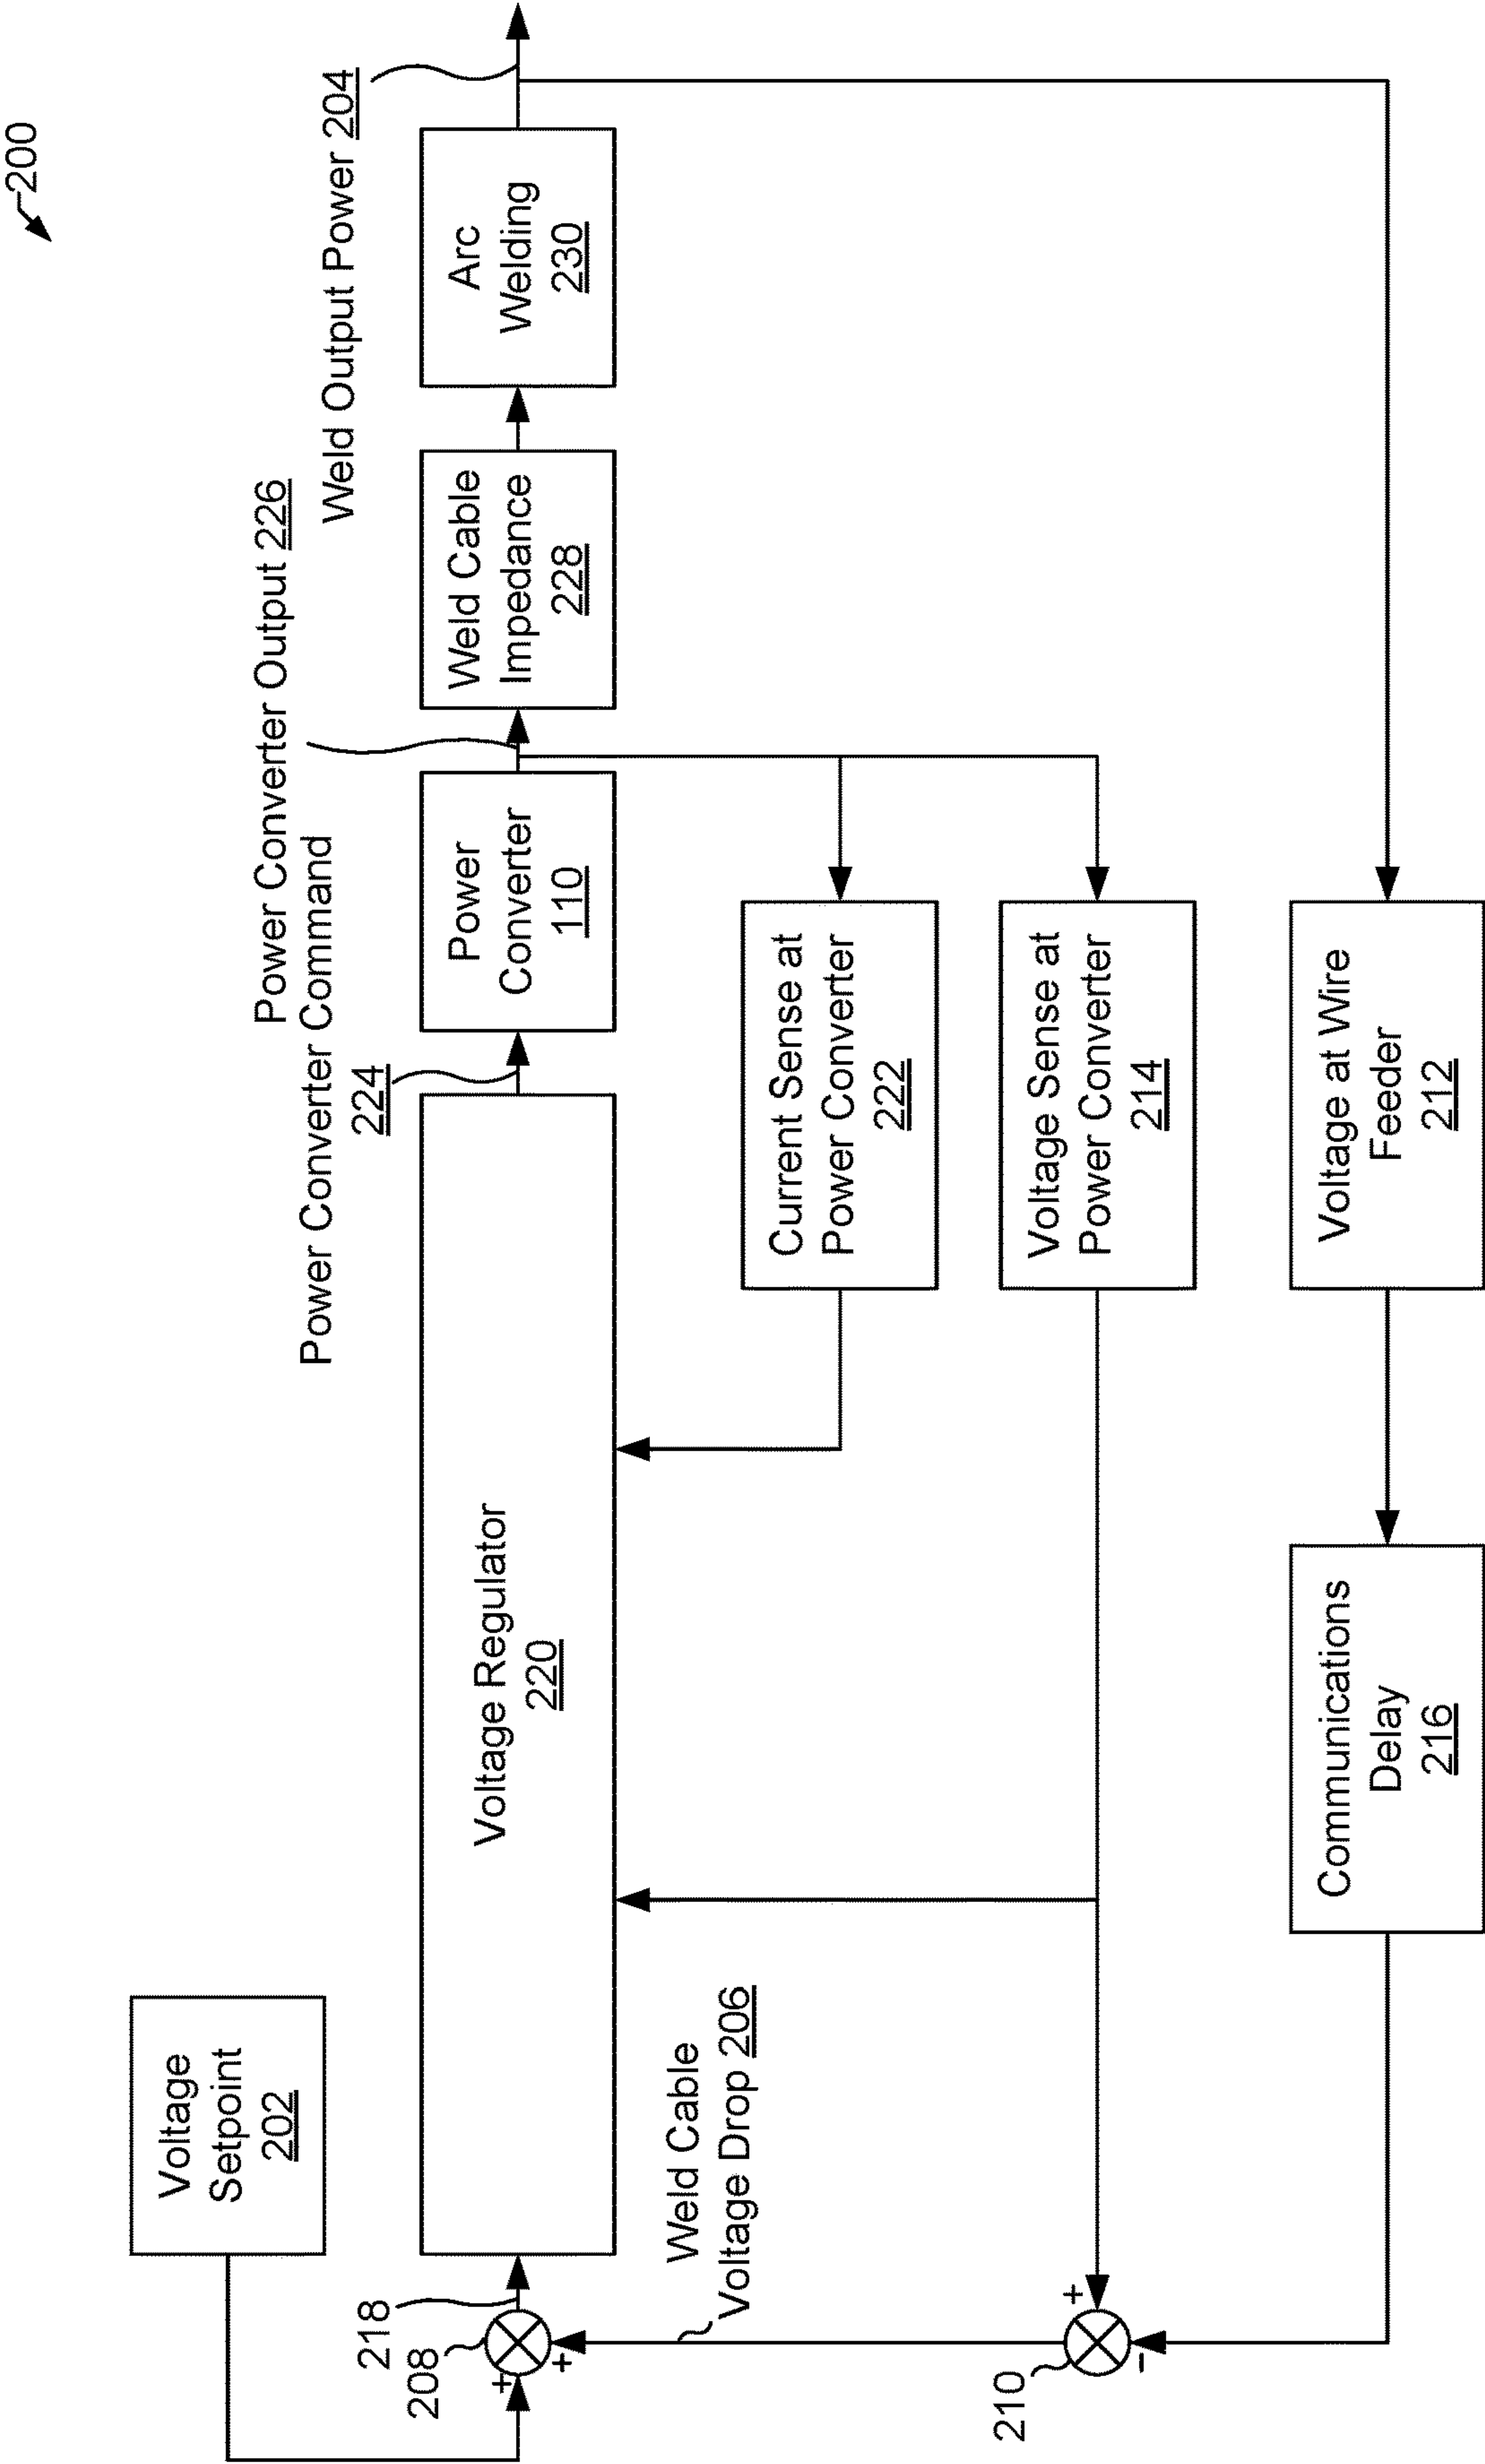 200
Voltage
Setpoint
202
218
208
+
+
Voltage Regulator
220
Power Converter Command
224
Power
Converter
110
Power Converter Output 226
Weld Cable
Impedance
228
Arc
Welding
230
Weld Output Power 204
Weld Cable
Voltage Drop 206
Current Sense at
Power Converter
222
Voltage Sense at
Power Converter
214
210
+
-
Communications
Delay
216
Voltage at Wire
Feeder
212